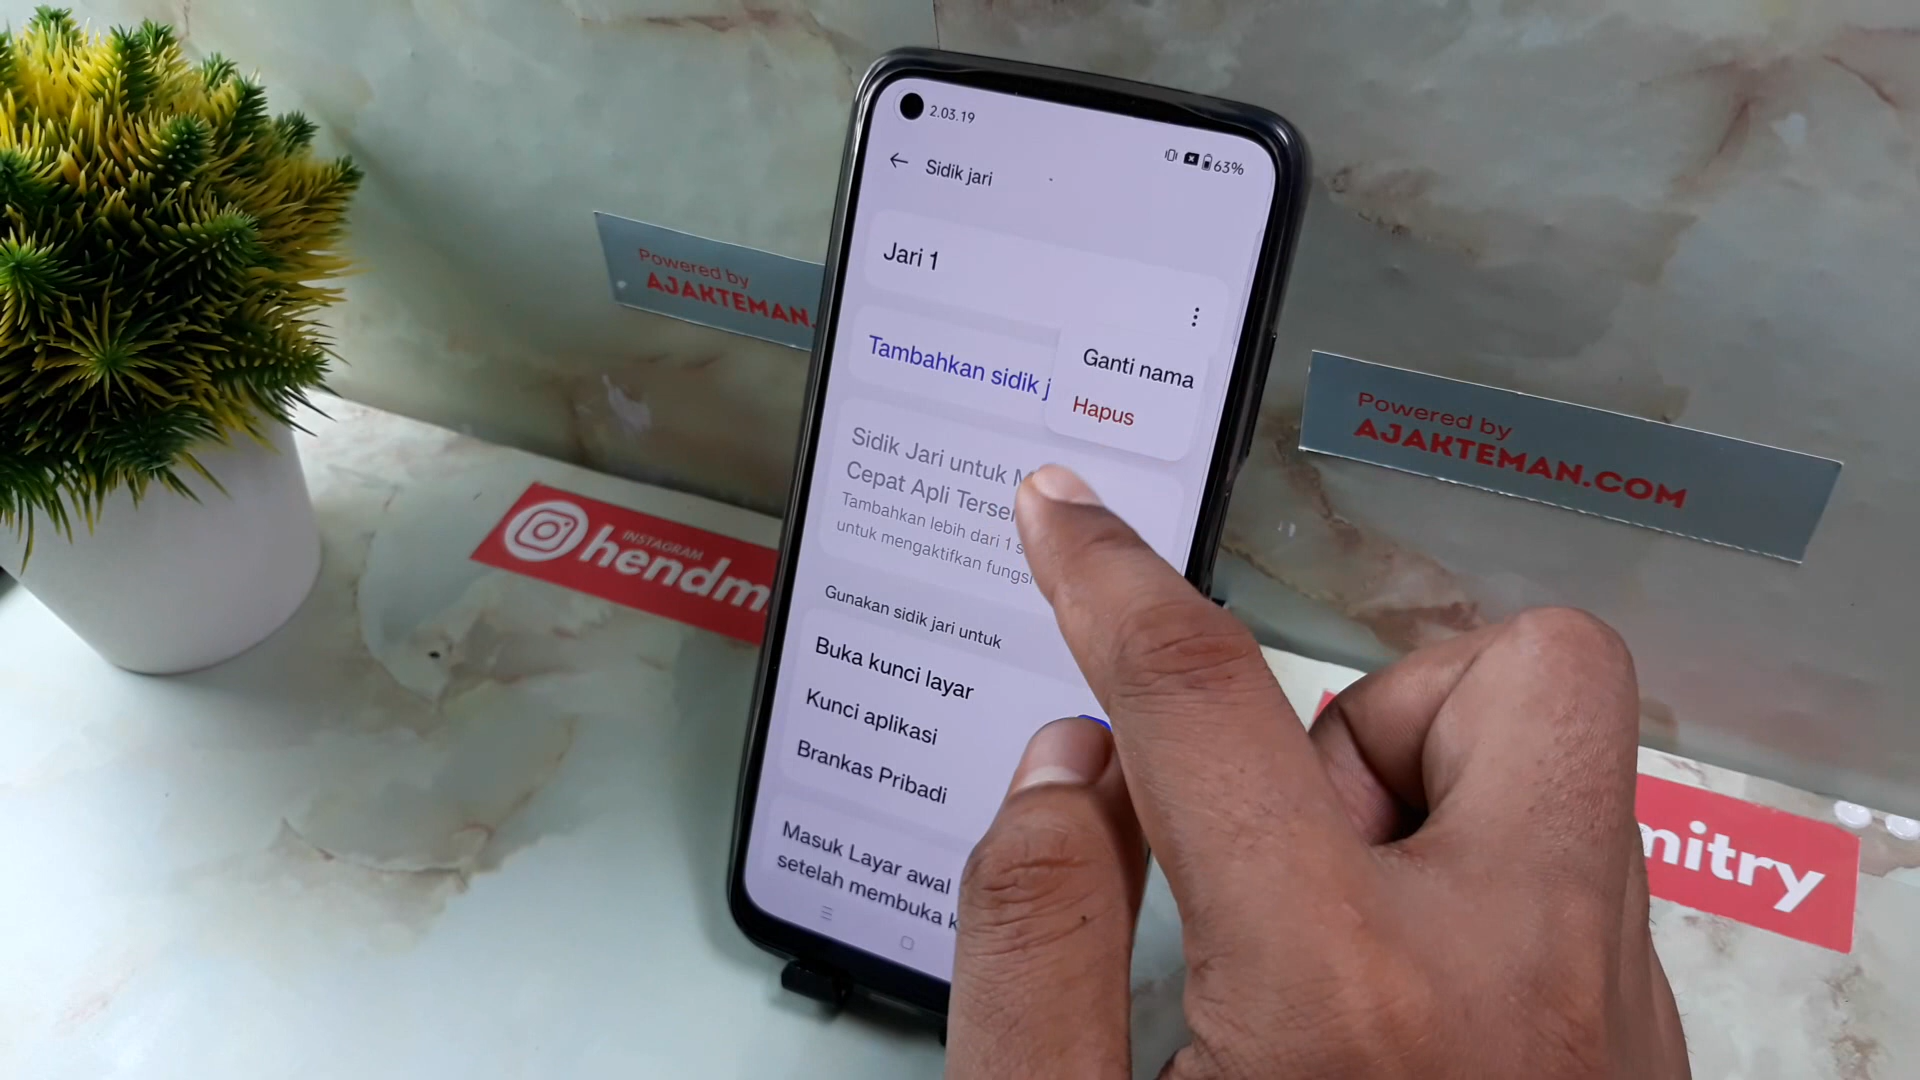 2.03.19
63%
Sidik jari
Jari 1
Tambahkan sidik j
Ganti nama
Hapus
Sidik Jari untuk
Cepat Apli
Tambahkan lebih dari 1
untuk mengaktifkan fungsi
Gunakan sidik jari untuk
Buka kunci layar
Kunci aplikasi
Brankas Pribadi
Masuk Layar awal
setelah membuka k
Powered by
AJAKTEMAN.
Powered by
AJAKTEMAN.COM
INSTAGRAM
hendm
mitry